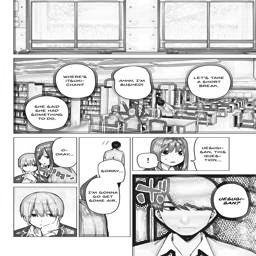 LET'S TAKE
A SHORT
BREAK.
AHHH, I'M
BUSHED!
WHERE'S
ITSUKI-
CHAN?
SHE SAID
SHE HAD
SOMETHING
TO DO.
UESUGI-
SAN, THIS
QUES-
TION...
!
SORRY...
I'M GONNA
GO GET
SOME AIR.
O-
OKAY...
UESUGI-
SAN?